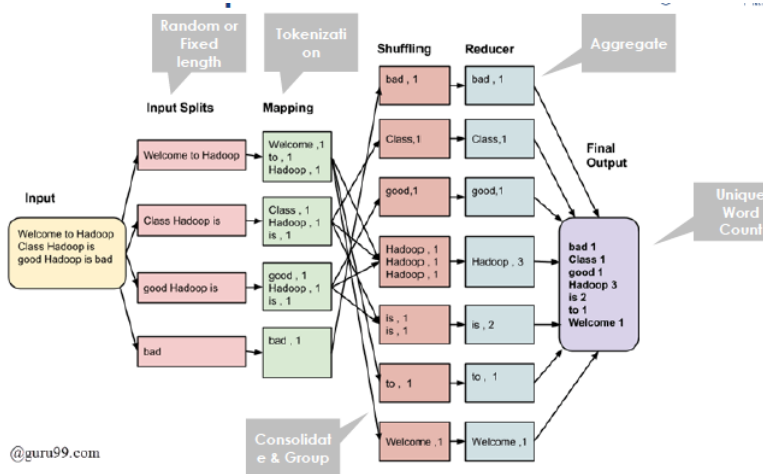 Random or
Fixed
length
Tokenizati
on
Aggregate
Input Splits
Mapping
Shuffling
Reducer
Final
Output
Unique
Word
Count
Input
Welcome to Hadoop
Class Hadoop is
good Hadoop is bad
Welcome to Hadoop
Class Hadoop is
good Hadoop is
bad
Welcome ,1
to , 1
Hadoop , 1
Class , 1
Hadoop , 1
is , 1
good , 1
Hadoop , 1
is , 1
bad , 1
bad , 1
Class,1
good,1
Hadoop , 1
Hadoop , 1
Hadoop , 1
is , 1
is , 1
to , 1
Welcome ,1
bad , 1
Class,1
good,1
Hadoop , 3
is , 2
to , 1
Welcome ,1
bad 1
Class 1
good 1
Hadoop 3
is 2
to 1
Welcome 1
Consolidat
e & Group
@guru99.com